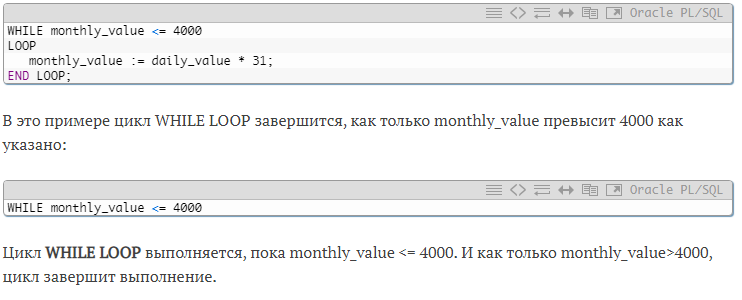 Oracle PL/SQL
WHILE monthly_value <= 4000
LOOP
monthly_value := daily_value * 31;
END LOOP;
В это примере цикл WHILE LOOP завершится, как только monthly_value превысит 4000 как
указано:
Oracle PL/SQL
WHILE monthly_value <= 4000
Цикл WHILE LOOP выполняется, пока monthly_value <= 4000. И как только monthly_value>4000,
цикл завершит выполнение.